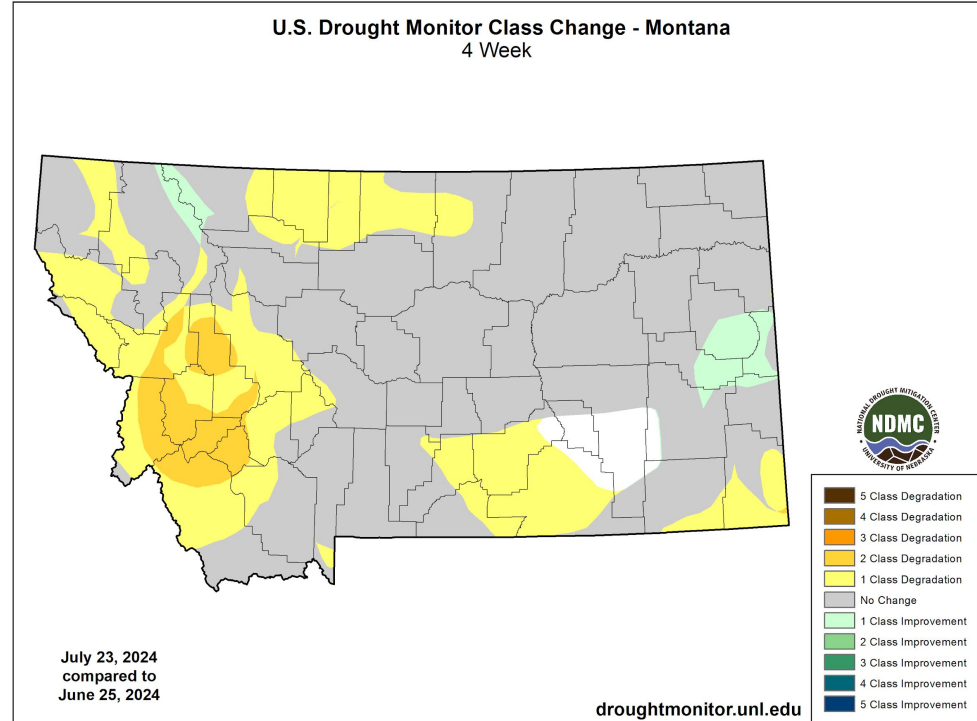 U.S. Drought Monitor Class Change - Montana
4 Week
NATIONAL DROUGHT MITIGATION CENTER
NDMC
UNIVERSITY OF NEBRASKA
5 Class Degradation
4 Class Degradation
3 Class Degradation
2 Class Degradation
1 Class Degradation
No Change
1 Class Improvement
2 Class Improvement
3 Class Improvement
4 Class Improvement
5 Class Improvement
July 23, 2024
compared to
June 25, 2024
droughtmonitor.unl.edu